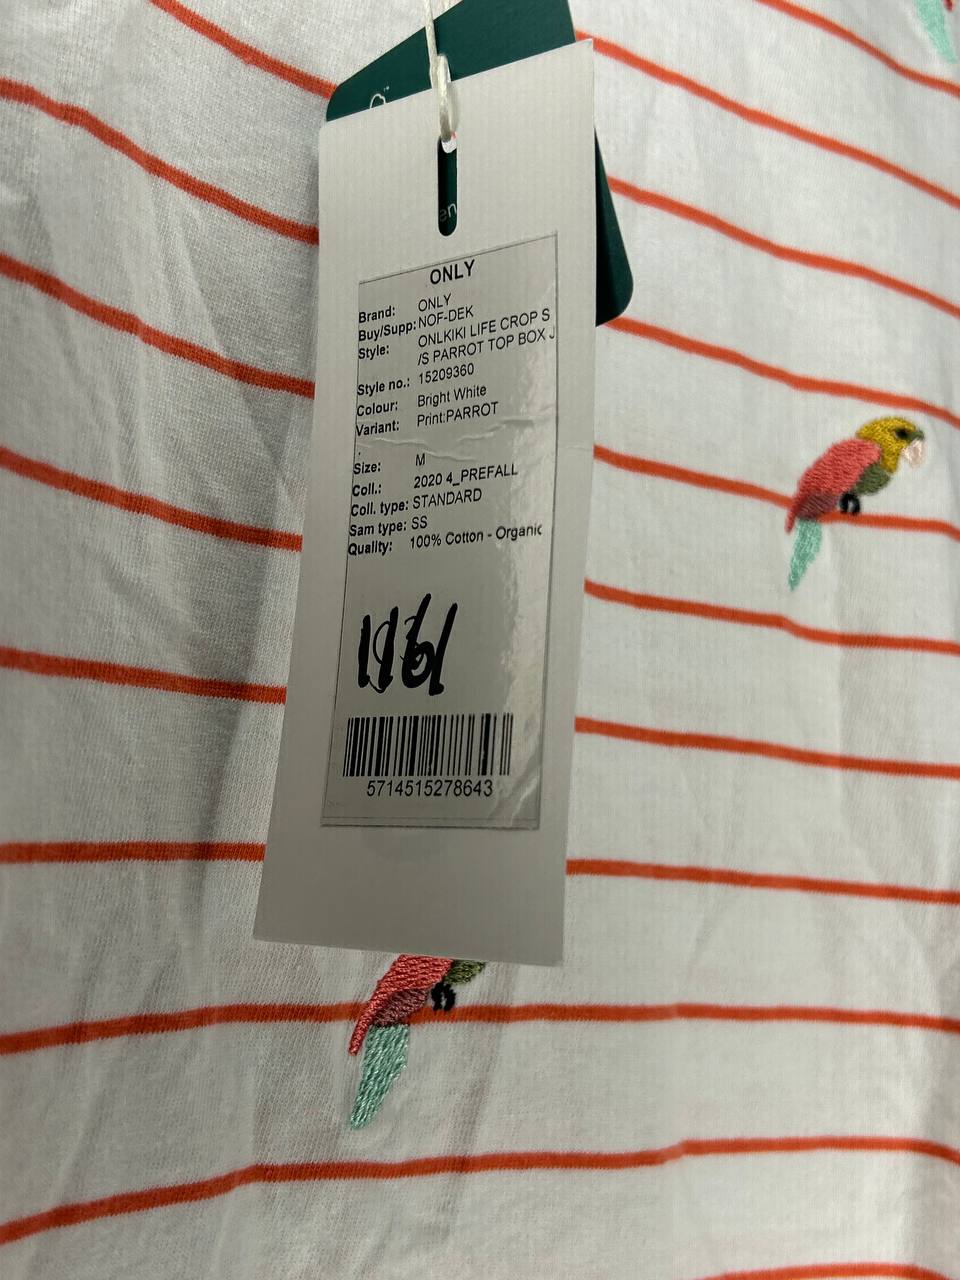 en
ONLY
Brand: ONLY
Buy/Supp: NOF-DEK
Style: ONLKIKI LIFE CROP S
/S PARROT TOP BOX J
Style no.: 15209360
Colour: Bright White
Variant: Print:PARROT
.
Size: M
Coll.: 2020 4_PREFALL
Coll. type: STANDARD
Sam type: SS
Quality: 100% Cotton - Organic
5714515278643